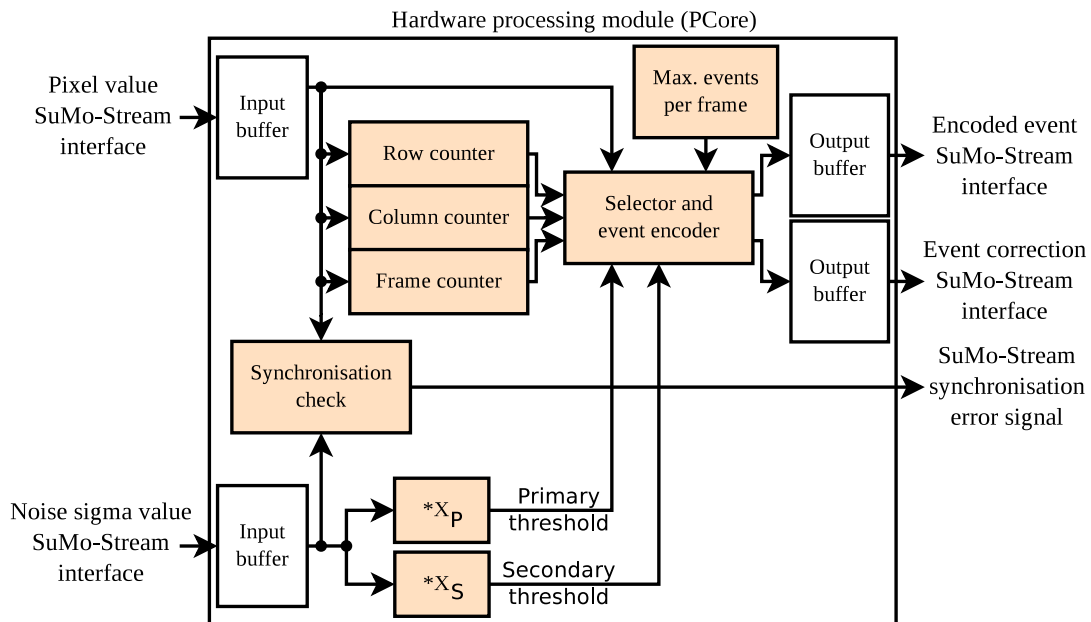 Hardware processing module (PCore)
Pixel value
SuMo-Stream
interface
Input
buffer
Max. events
per frame
Row counter
Column counter
Frame counter
Selector and
event encoder
Output
buffer
Encoded event
SuMo-Stream
interface
Output
buffer
Event correction
SuMo-Stream
interface
Synchronisation
check
SuMo-Stream
synchronisation
error signal
Noise sigma value
SuMo-Stream
interface
Input
buffer
*XP
Primary
threshold
*XS
Secondary
threshold